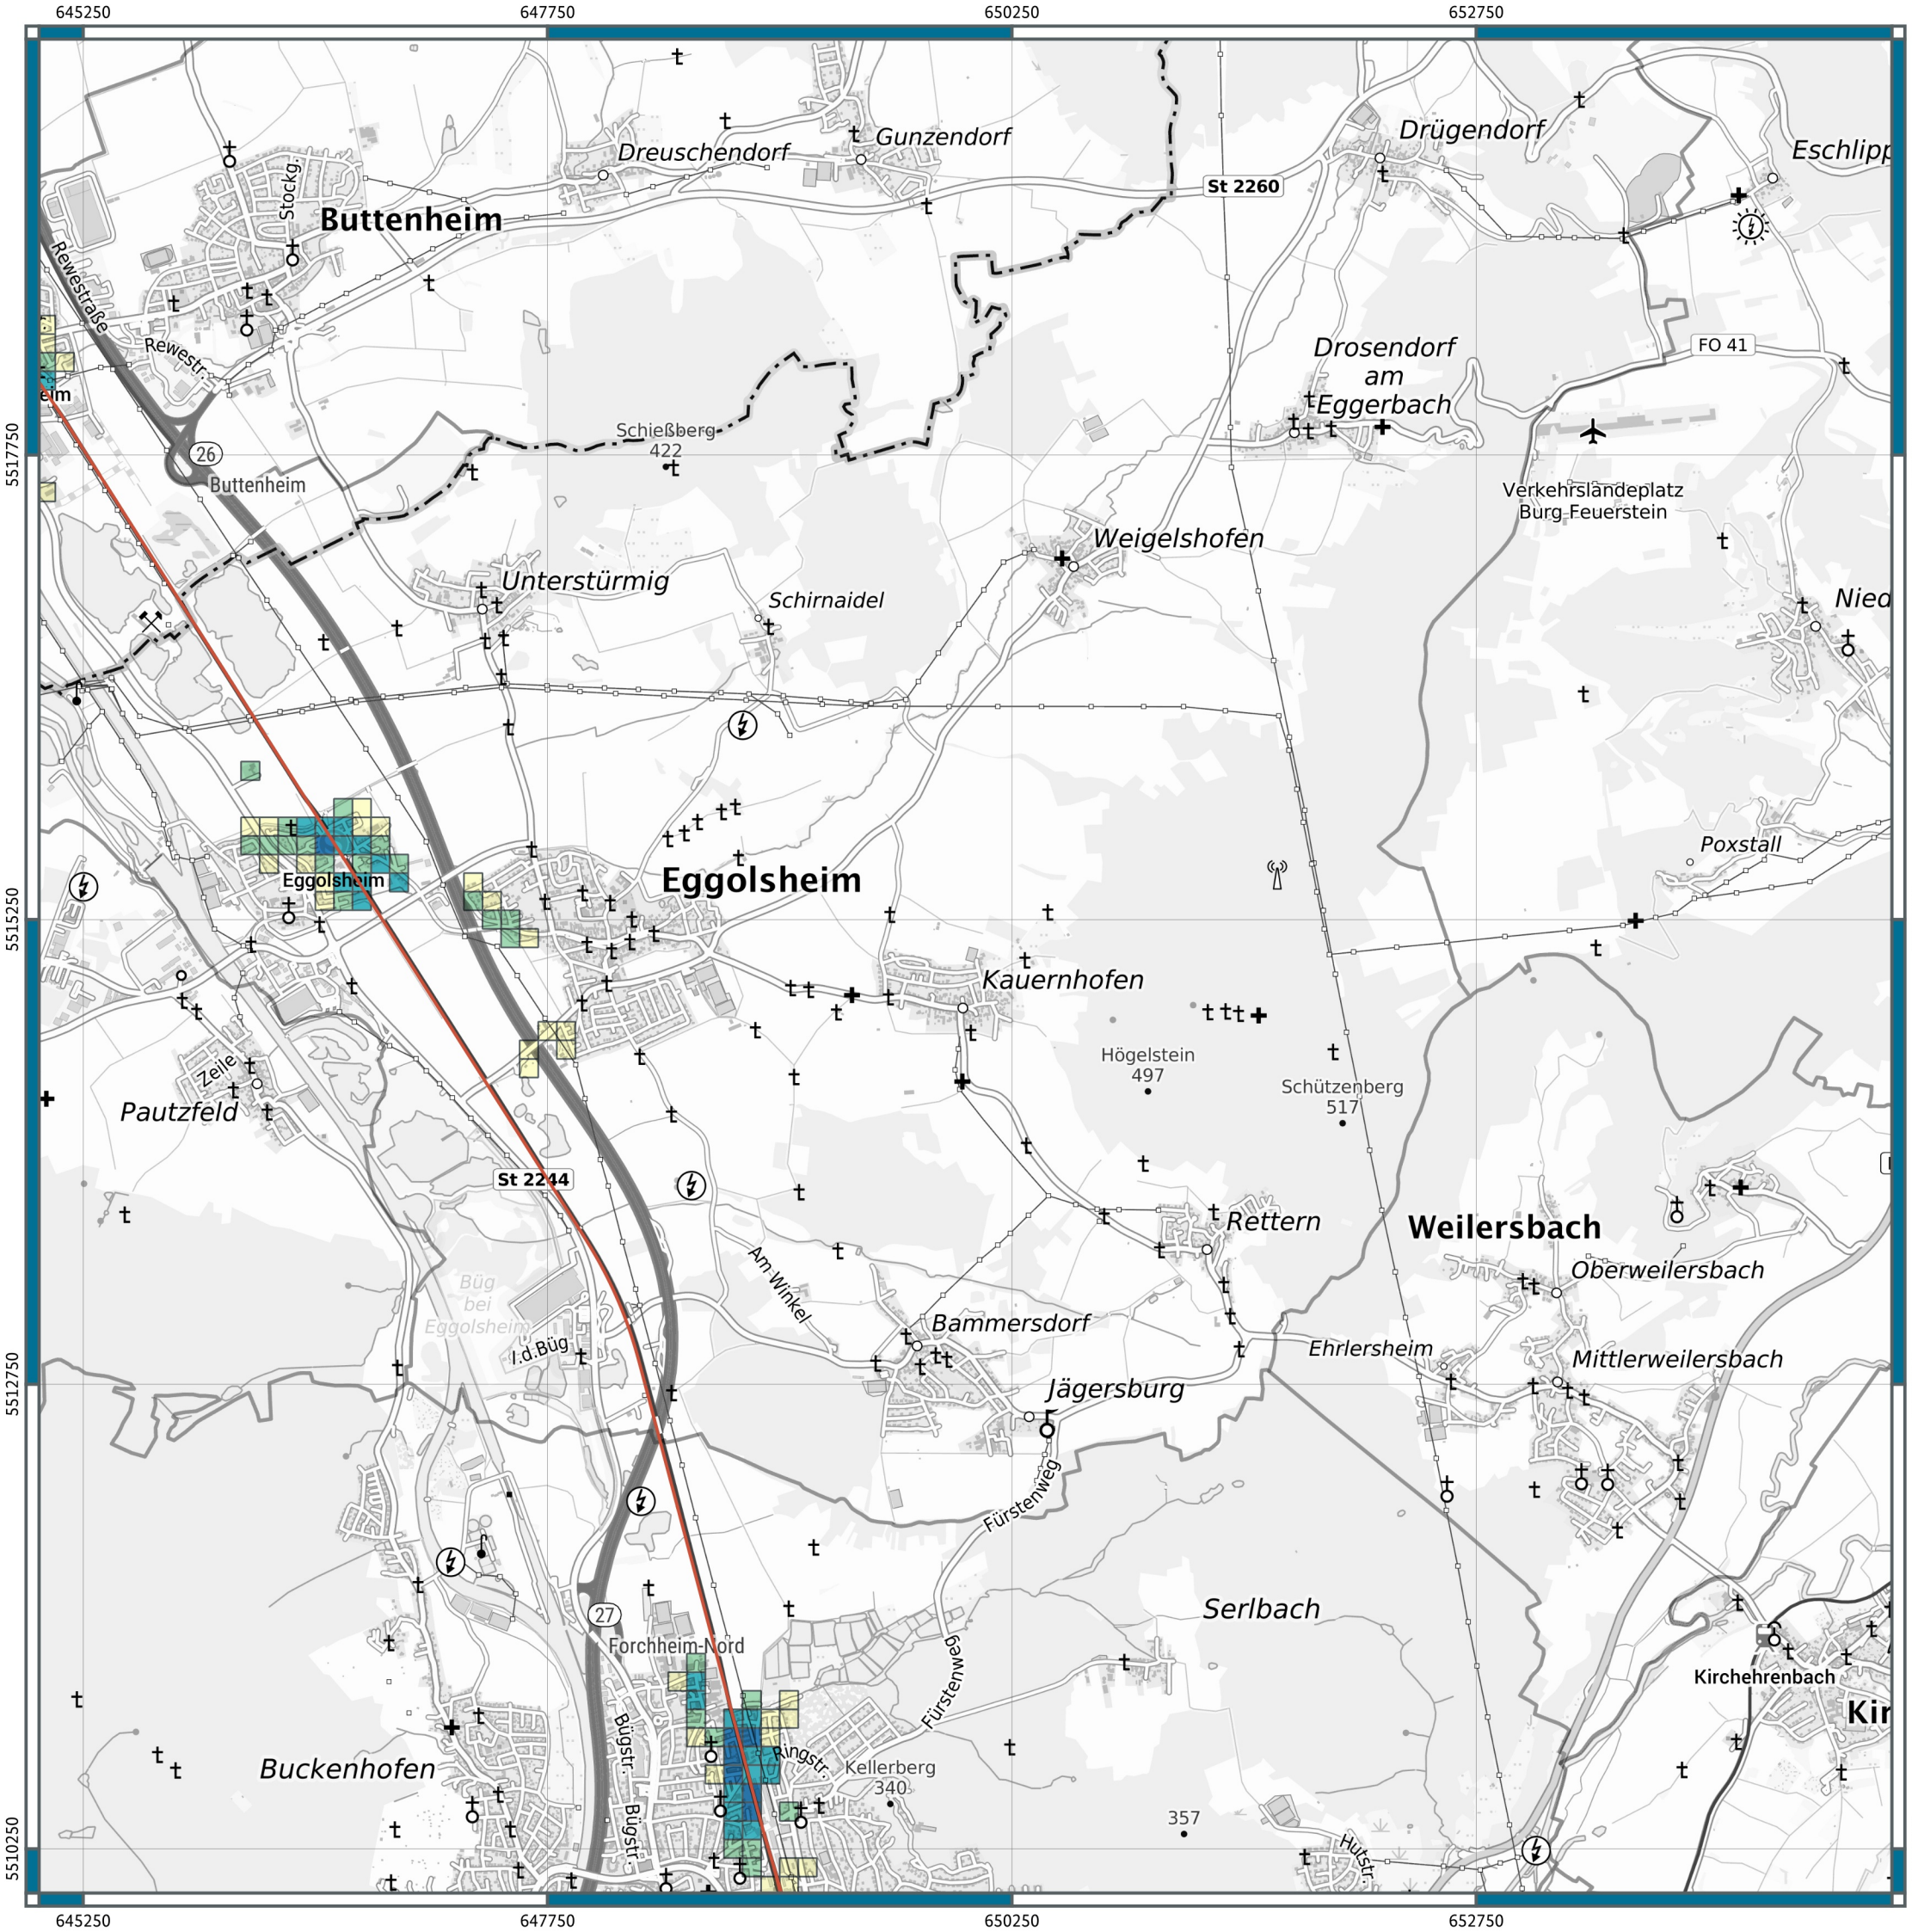 645250
647750
650250
652750
Gunzendorf
Drügendorf
Dreuschendorf
Eschlipp
Stockg.
St 2260
Buttenheim
Rewestraße
Rewestr.
FO 41
Drosendorf
am
Eggerbach
eim
Schießberg
422
5517750
26
Buttenheim
Verkehrslandeplatz
Burg Feuerstein
Weigelshofen
Unterstürmig
Schirnaidel
Nied
Poxstall
Eggolsheim
Eggolsheim
5515250
Kauernhofen
Zeile
Högelstein
497
Schützenberg
517
Pautzfeld
St 2244
Rettern
Weilersbach
Am Winkel
Oberweilersbach
Büg
bei
Eggolsheim
Bammersdorf
I.d.Büg
Ehrlersheim
Mittlerweilersbach
5512750
Jägersburg
Fürstenweg
27
Serlbach
Forchheim-Nord
Fürstenweg
Kirchehrenbach
Kir
Bügstr.
Ringstr.
Buckenhofen
Kellerberg
340
357
Bügstr.
Hutstr.
5510250
645250
647750
650250
652750